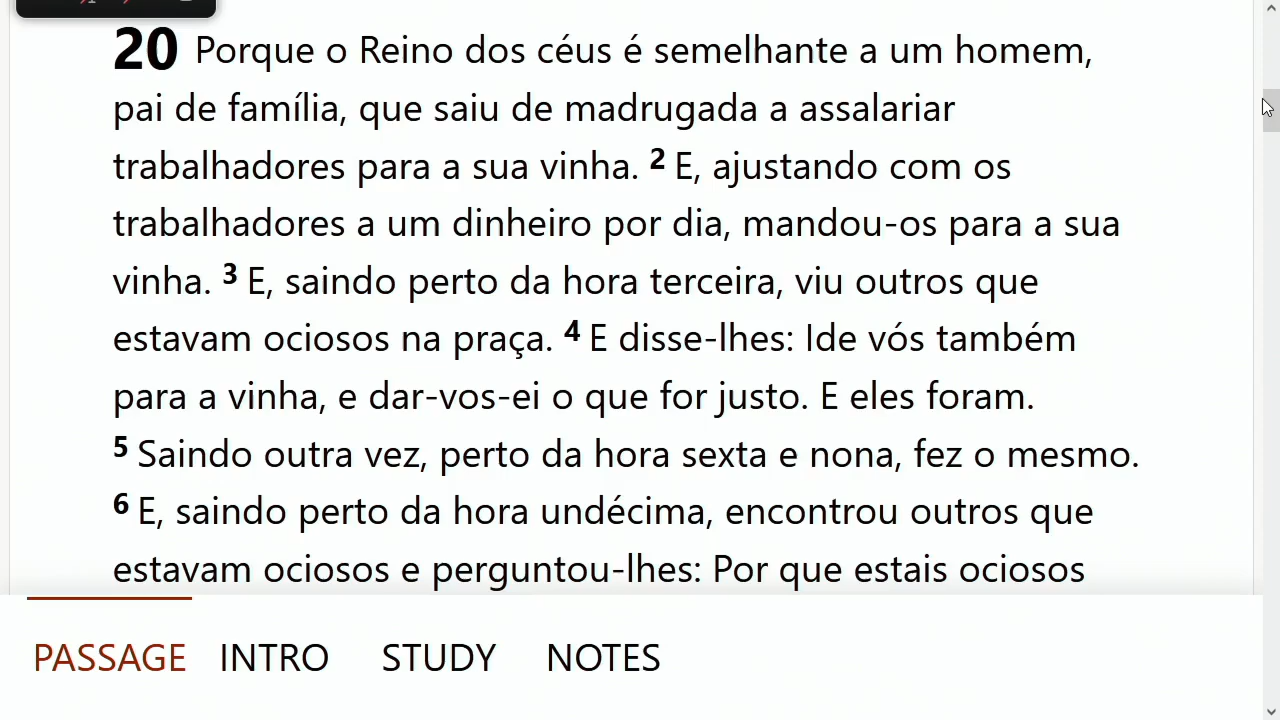 20 Porque o Reino dos céus é semelhante a um homem,
pai de família, que saiu de madrugada a assalariar
trabalhadores para a sua vinha. 2 E, ajustando com os
trabalhadores a um dinheiro por dia, mandou-os para a sua
vinha. 3 E, saindo perto da hora terceira, viu outros que
estavam ociosos na praça. 4 E disse-lhes: Ide vós também
para a vinha, e dar-vos-ei o que for justo. E eles foram.
5 Saindo outra vez, perto da hora sexta e nona, fez o mesmo.
6 E, saindo perto da hora undécima, encontrou outros que
estavam ociosos e perguntou-lhes: Por que estais ociosos
PASSAGE INTRO STUDY NOTES